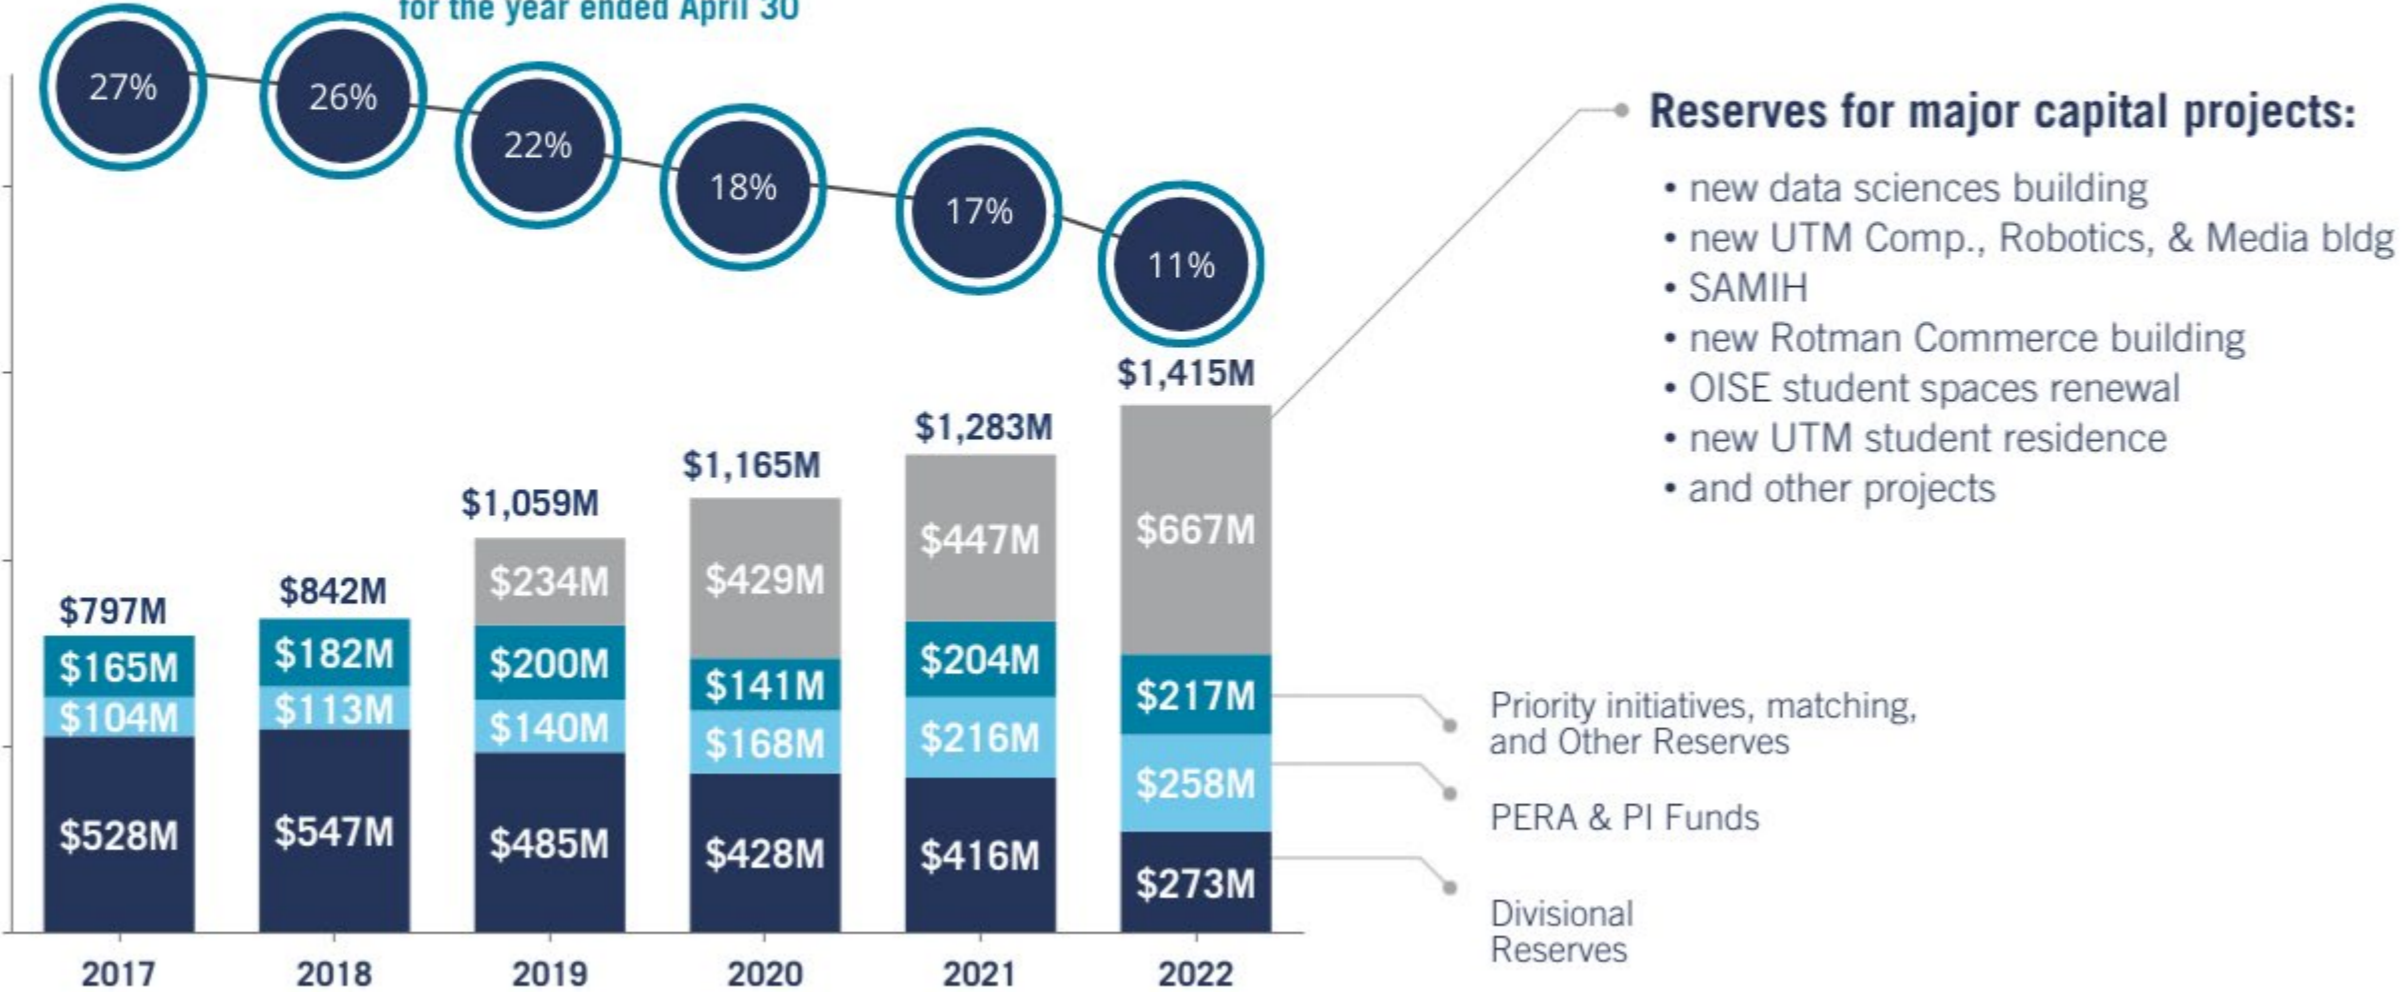 for the year ended April 30
27%
26%
22%
18%
17%
11%
Reserves for major capital projects:
• new data sciences building
• new UTM Comp., Robotics, & Media bldg
• SAMIH
• new Rotman Commerce building
• OISE student spaces renewal
• new UTM student residence
• and other projects
$797M
$165M
$104M
$528M
$842M
$182M
$113M
$547M
$1,059M
$234M
$200M
$140M
$485M
$1,165M
$429M
$141M
$168M
$428M
$1,283M
$447M
$204M
$216M
$416M
$1,415M
$667M
$217M
$258M
$273M
Priority initiatives, matching,
and Other Reserves
PERA & PI Funds
Divisional
Reserves
2017
2018
2019
2020
2021
2022